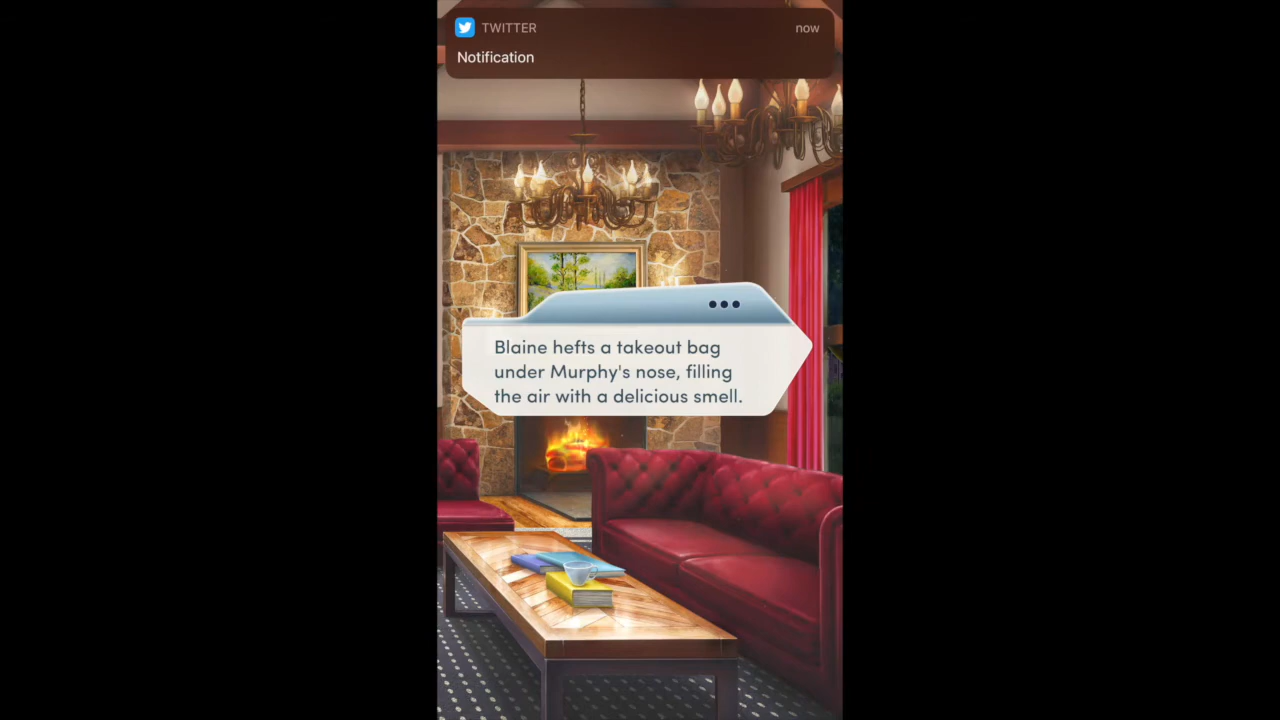 TWITTER now
Notification
Blaine hefts a takeout bag
under Murphy's nose, filling
the air with a delicious smell.